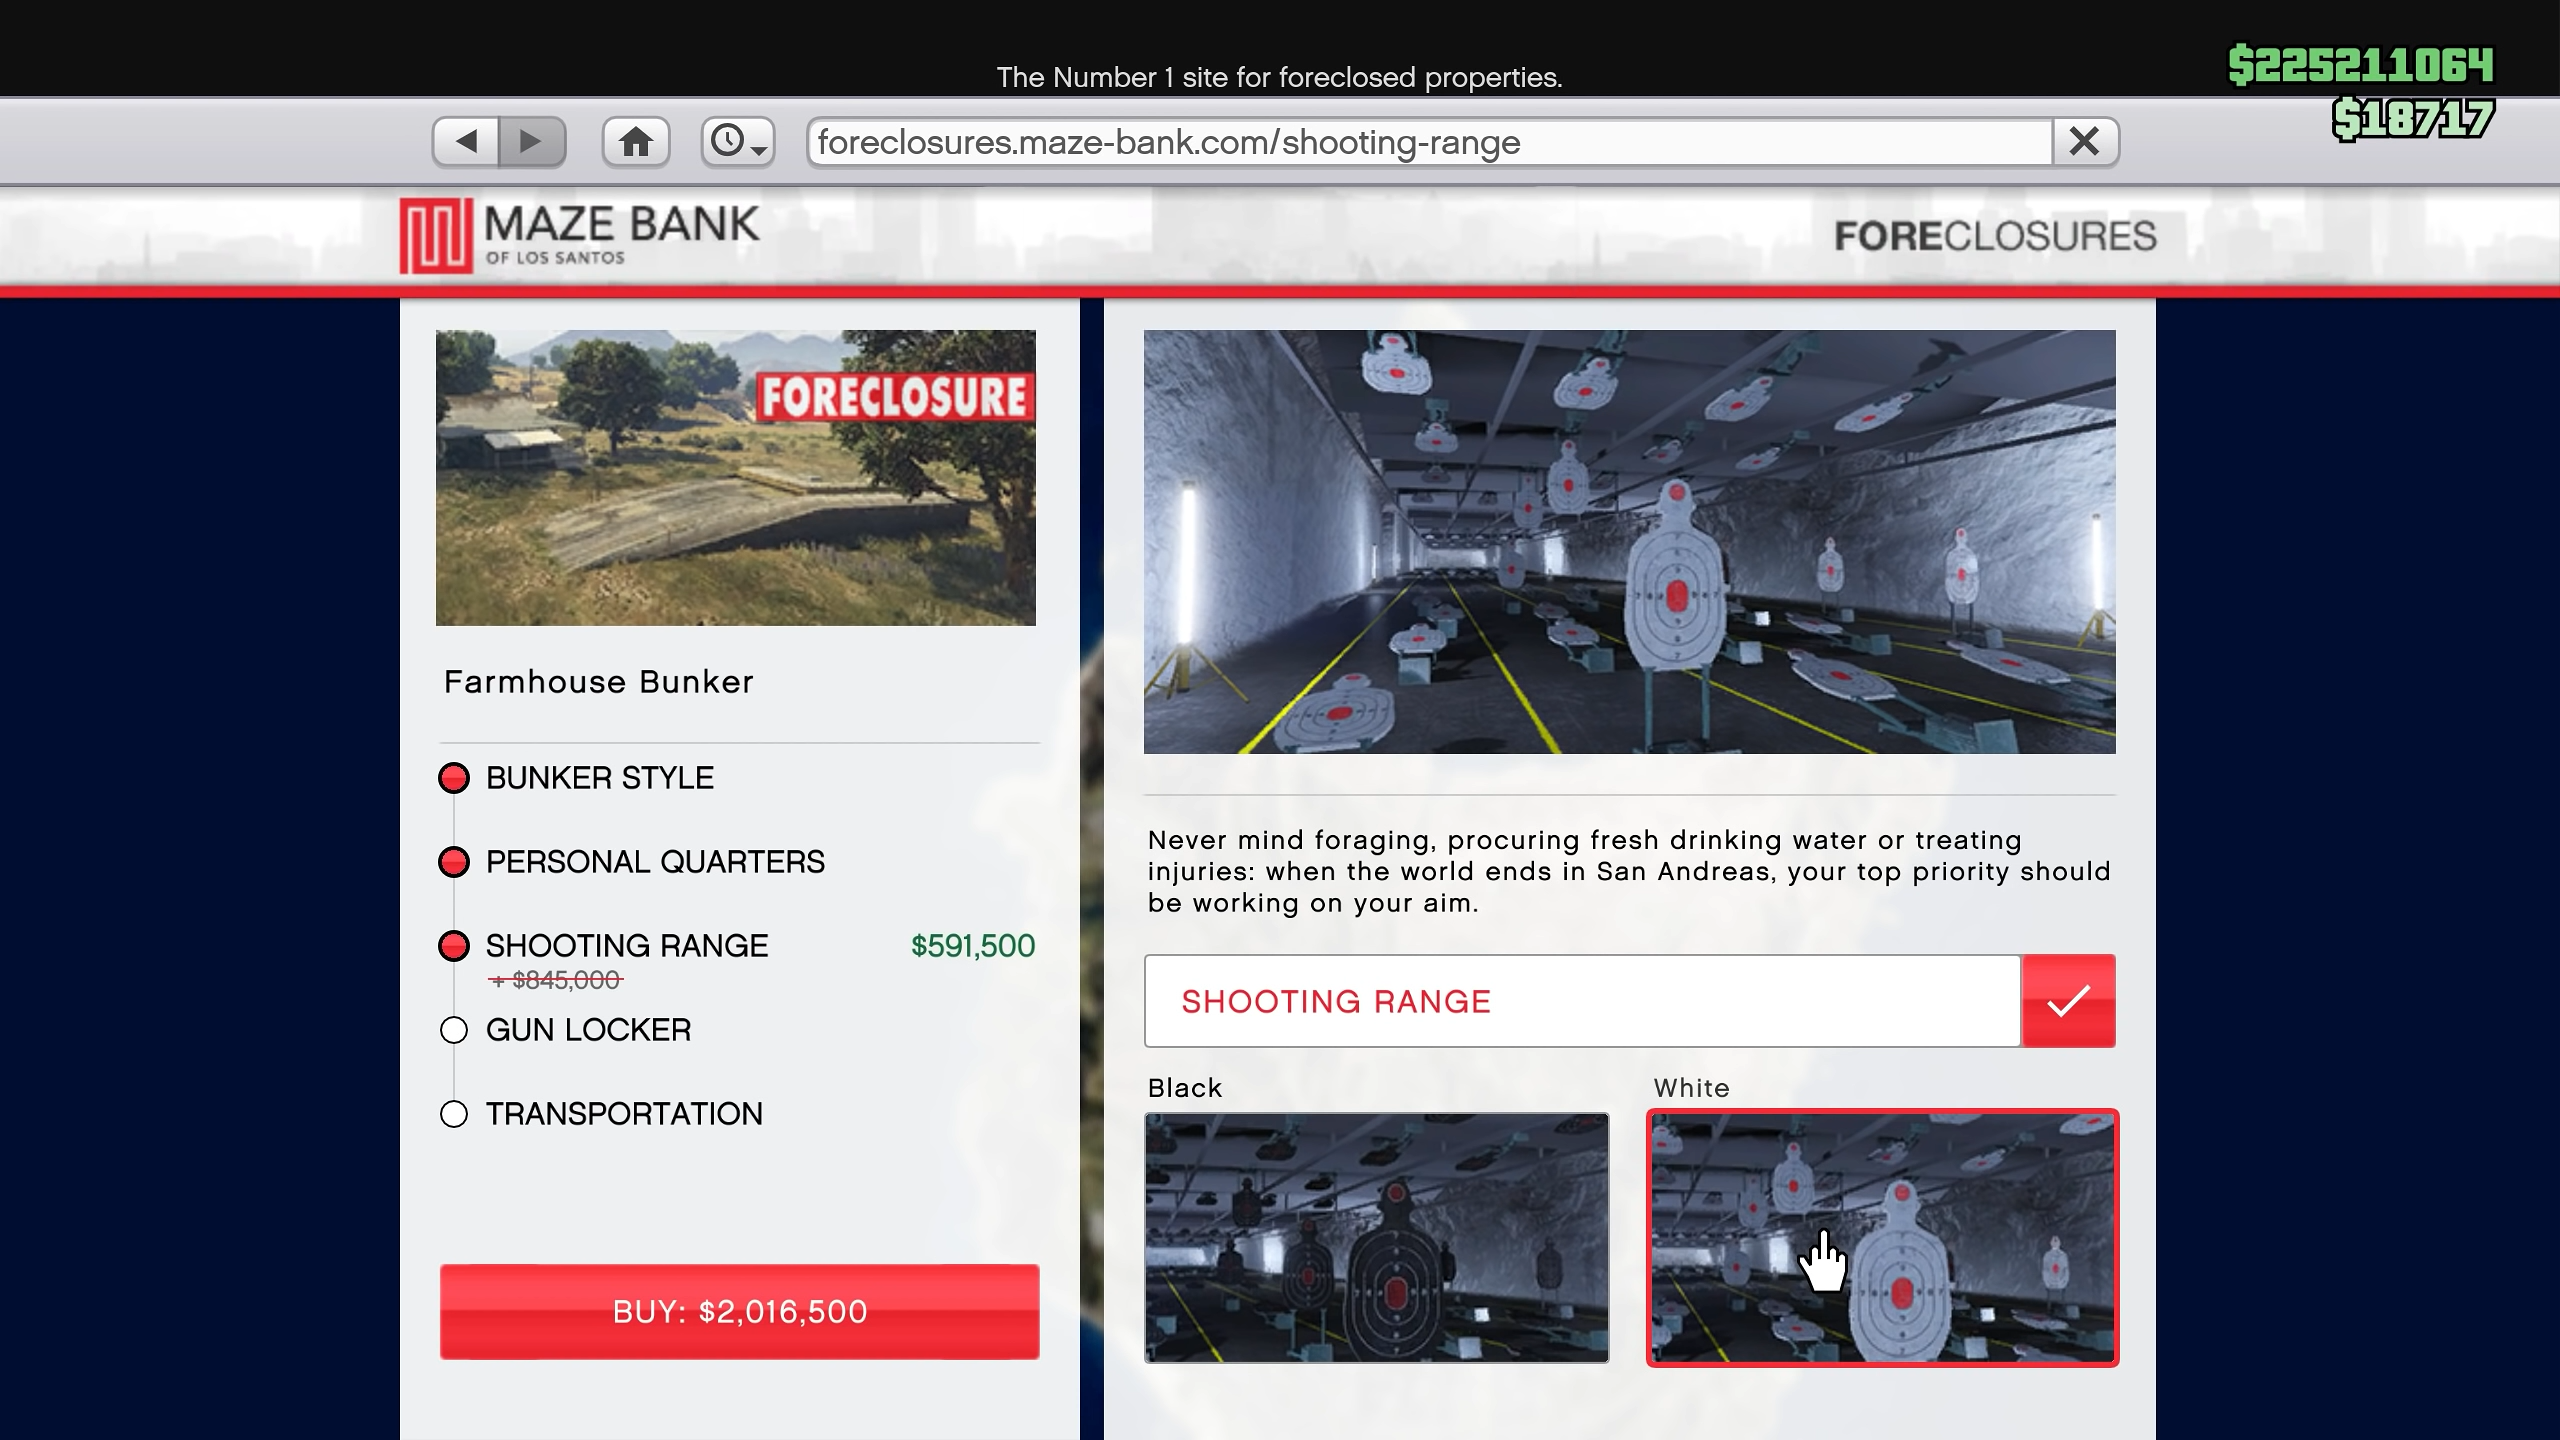 The Number 1 site for foreclosed properties.
$225211064
$18717
foreclosures.maze-bank.com/shooting-range
MAZE BANK
OF LOS SANTOS
FORECLOSURES
FORECLOSURE
Farmhouse Bunker
BUNKER STYLE
PERSONAL QUARTERS
SHOOTING RANGE $591,500
+ $845,000
GUN LOCKER
TRANSPORTATION
BUY: $2,016,500
Never mind foraging, procuring fresh drinking water or treating
injuries: when the world ends in San Andreas, your top priority should
be working on your aim.
SHOOTING RANGE
Black
White